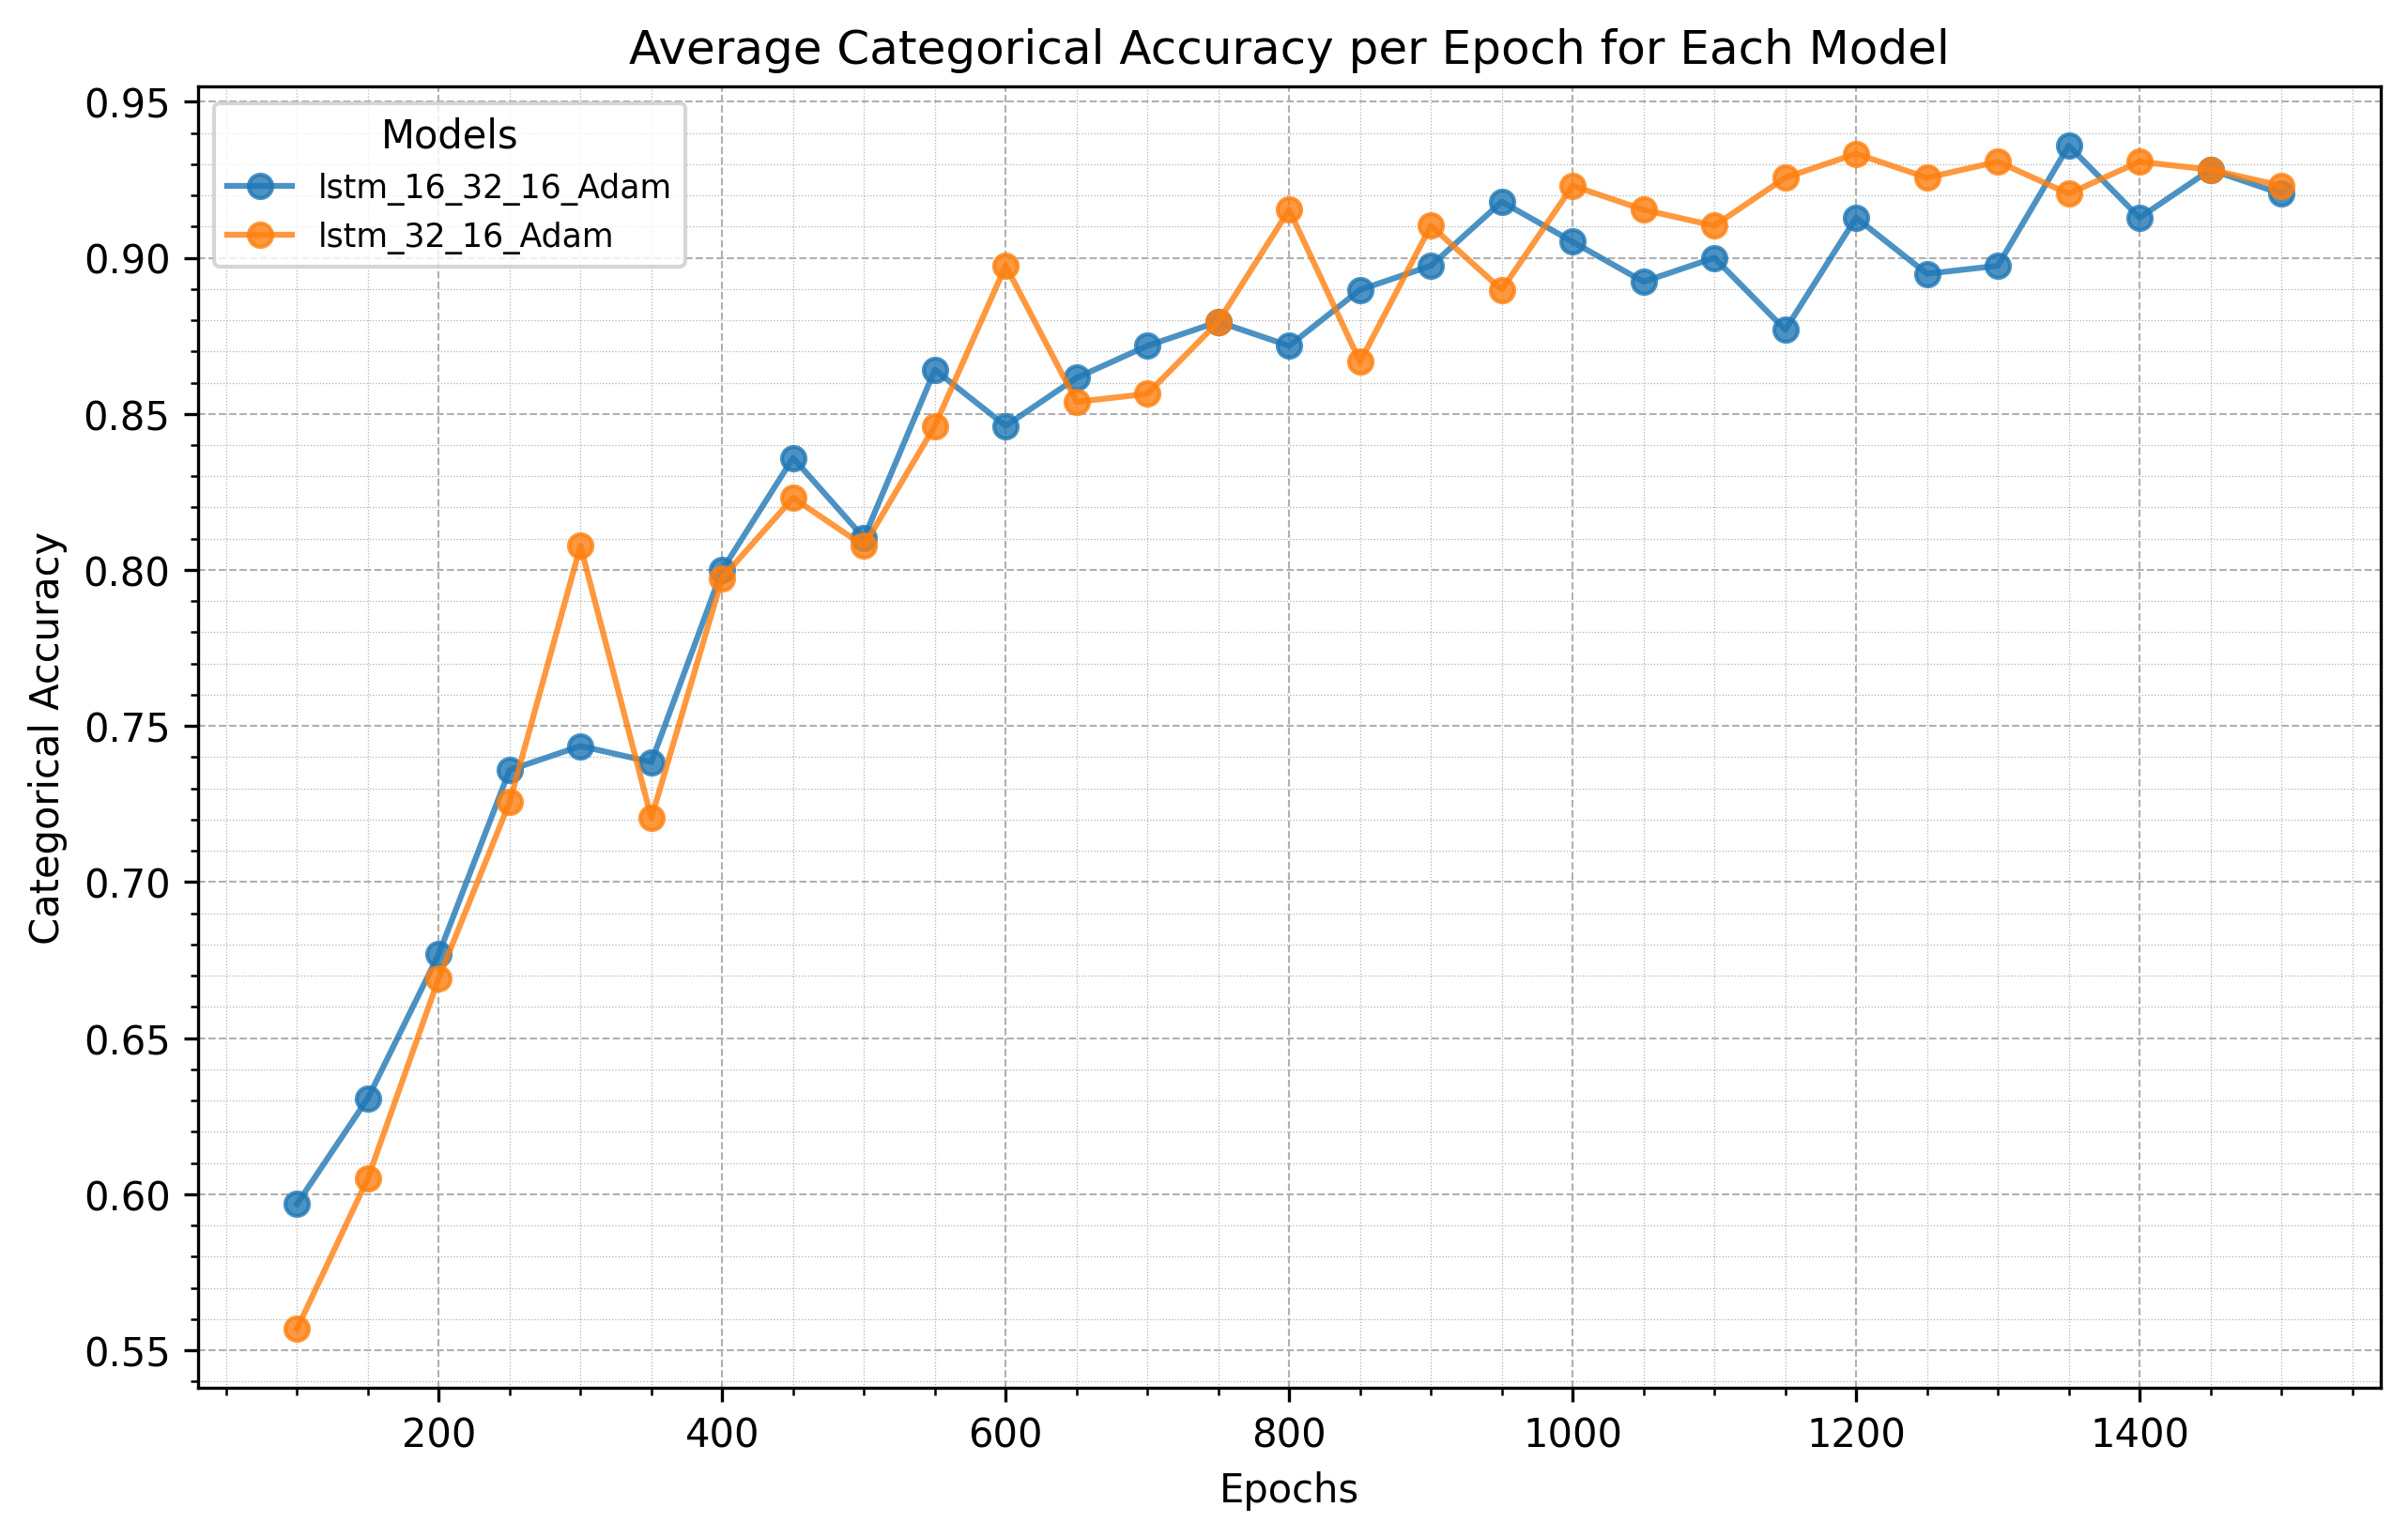 Average Categorical Accuracy per Epoch for Each Model
Models
lstm_16_32_16_Adam
lstm_32_16_Adam
Categorical Accuracy
0.95
0.90
0.85
0.80
0.75
0.70
0.65
0.60
0.55
200 400 600 800 1000 1200 1400
Epochs